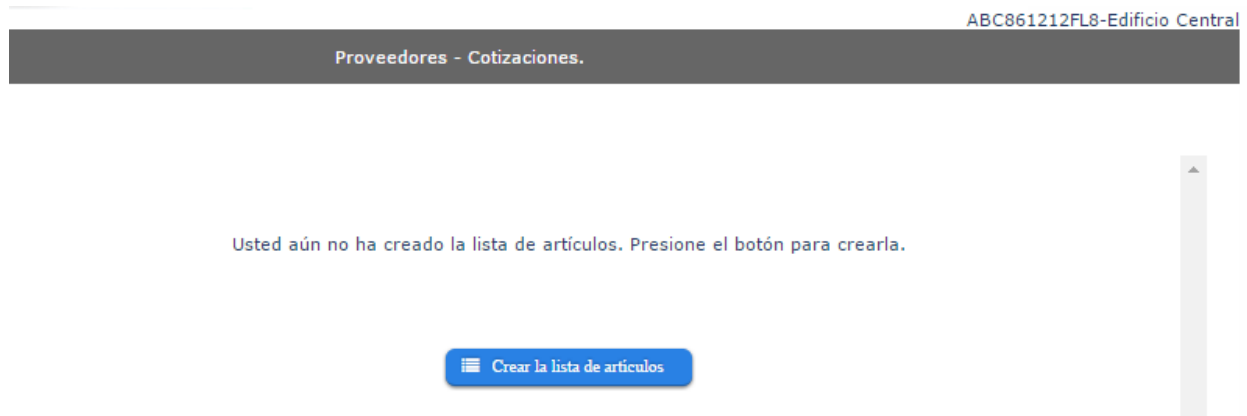 ABC861212FL8-Edificio Central
Proveedores - Cotizaciones.
Usted aún no ha creado la lista de artículos. Presione el botón para crearla.
Crear la lista de artículos